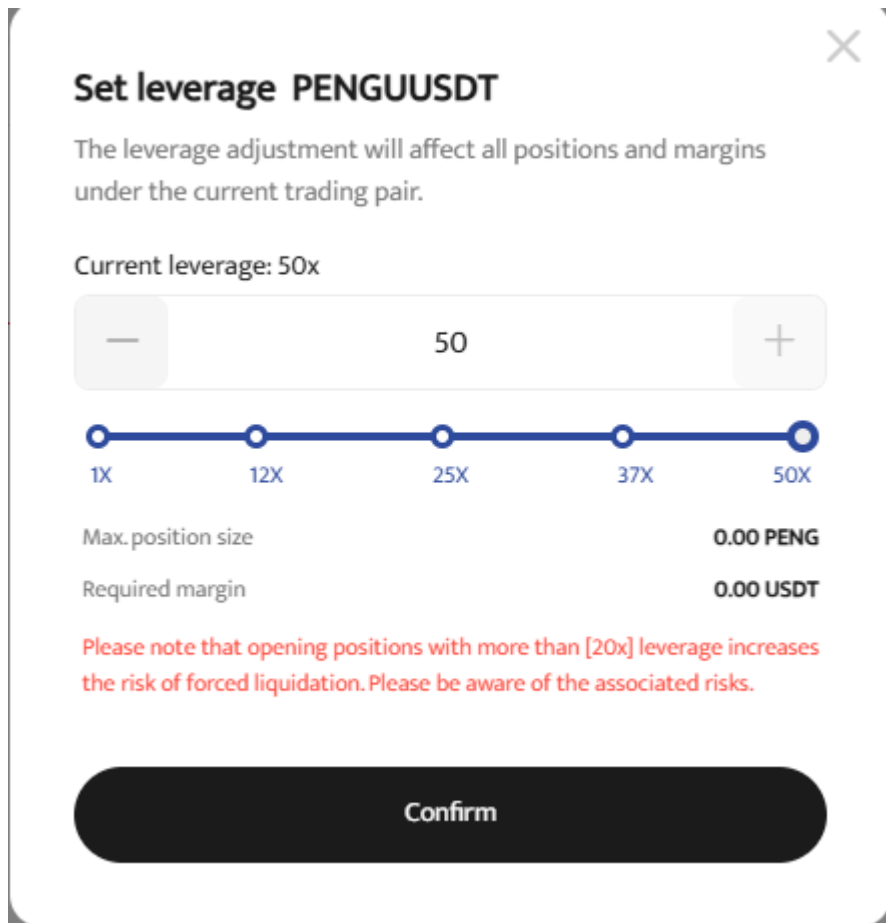 Set leverage PENGUUSDT
The leverage adjustment will affect all positions and margins
under the current trading pair.
Current leverage: 50x
50
1X 12X 25X 37X 50X
Max. position size 0.00 PENG
Required margin 0.00 USDT
Please note that opening positions with more than [20x] leverage increases
the risk of forced liquidation. Please be aware of the associated risks.
Confirm